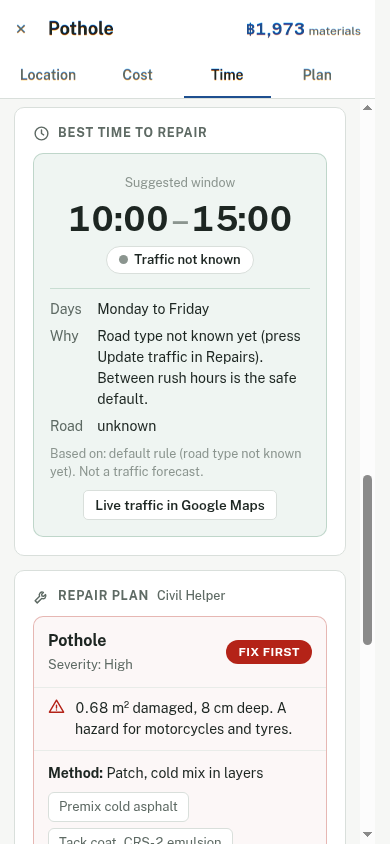 × Pothole ฿1,973 materials
Location Cost Time Plan
BEST TIME TO REPAIR
Suggested window
10:00–15:00
Traffic not known
Days Monday to Friday
Why Road type not known yet (press
Update traffic in Repairs).
Between rush hours is the safe
default.
Road unknown
Based on: default rule (road type not known
yet). Not a traffic forecast.
Live traffic in Google Maps
REPAIR PLAN Civil Helper
Pothole
Severity: High
FIX FIRST
0.68 m² damaged, 8 cm deep. A
hazard for motorcycles and tyres.
Method: Patch, cold mix in layers
Premix cold asphalt
Tack coat, CRS-2 emulsion